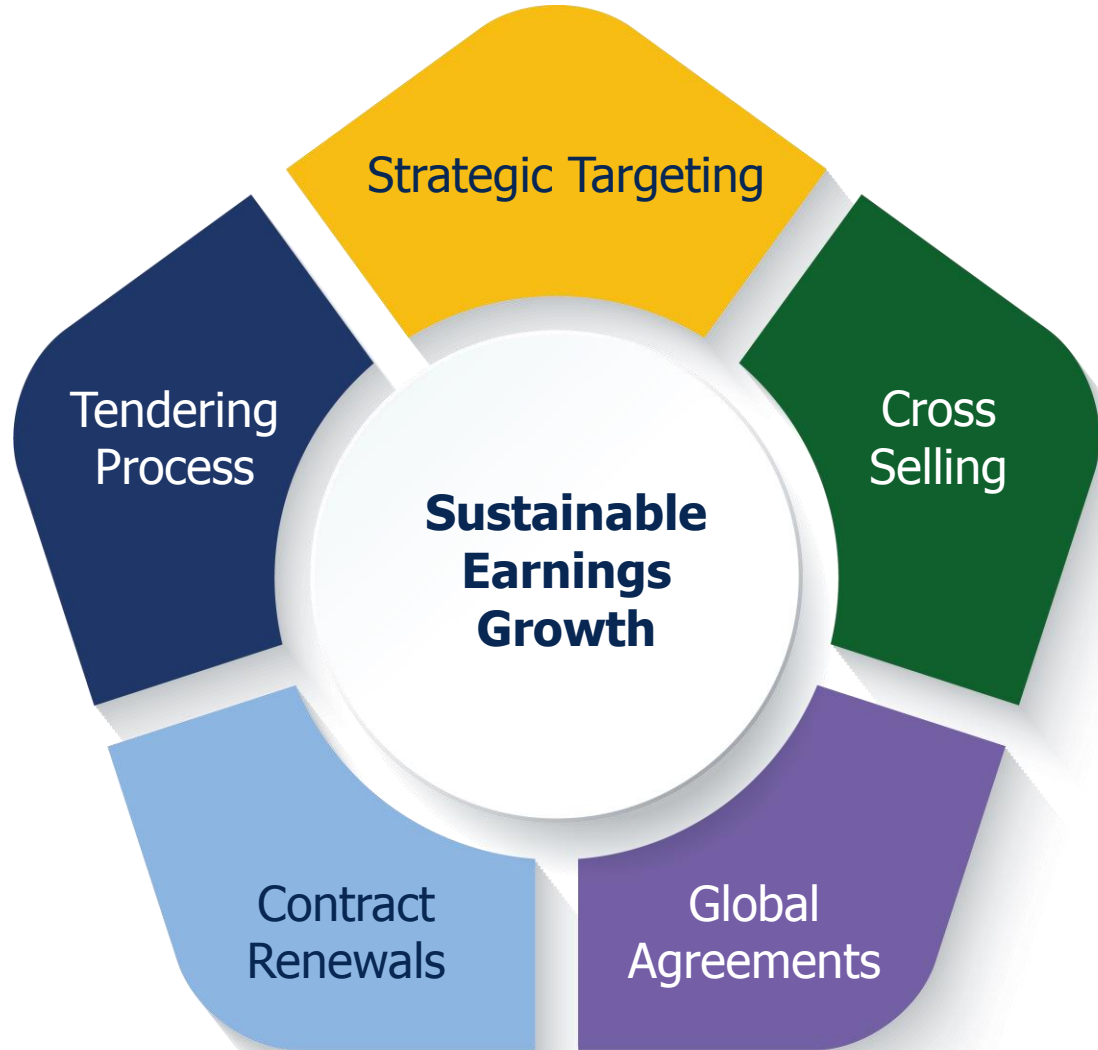 Strategic Targeting
Cross
Selling
Global
Agreements
Contract
Renewals
Tendering
Process
Sustainable
Earnings
Growth